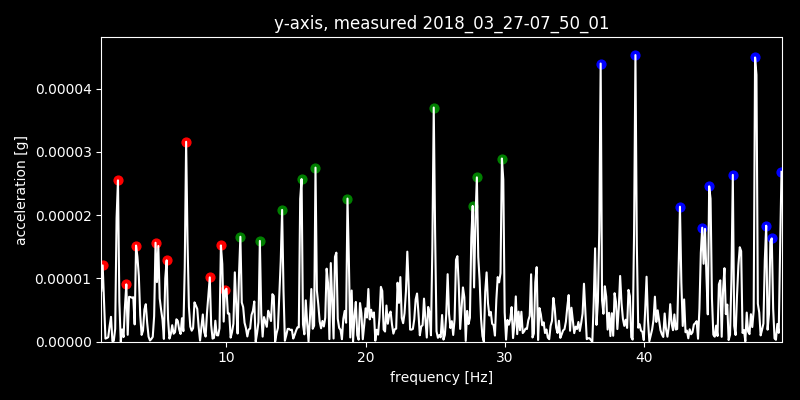 y-axis, measured 2018_03_27-07_50_01
acceleration [g]
0.00004
0.00003
0.00002
0.00001
0.00000
10 20 30 40
frequency [Hz]